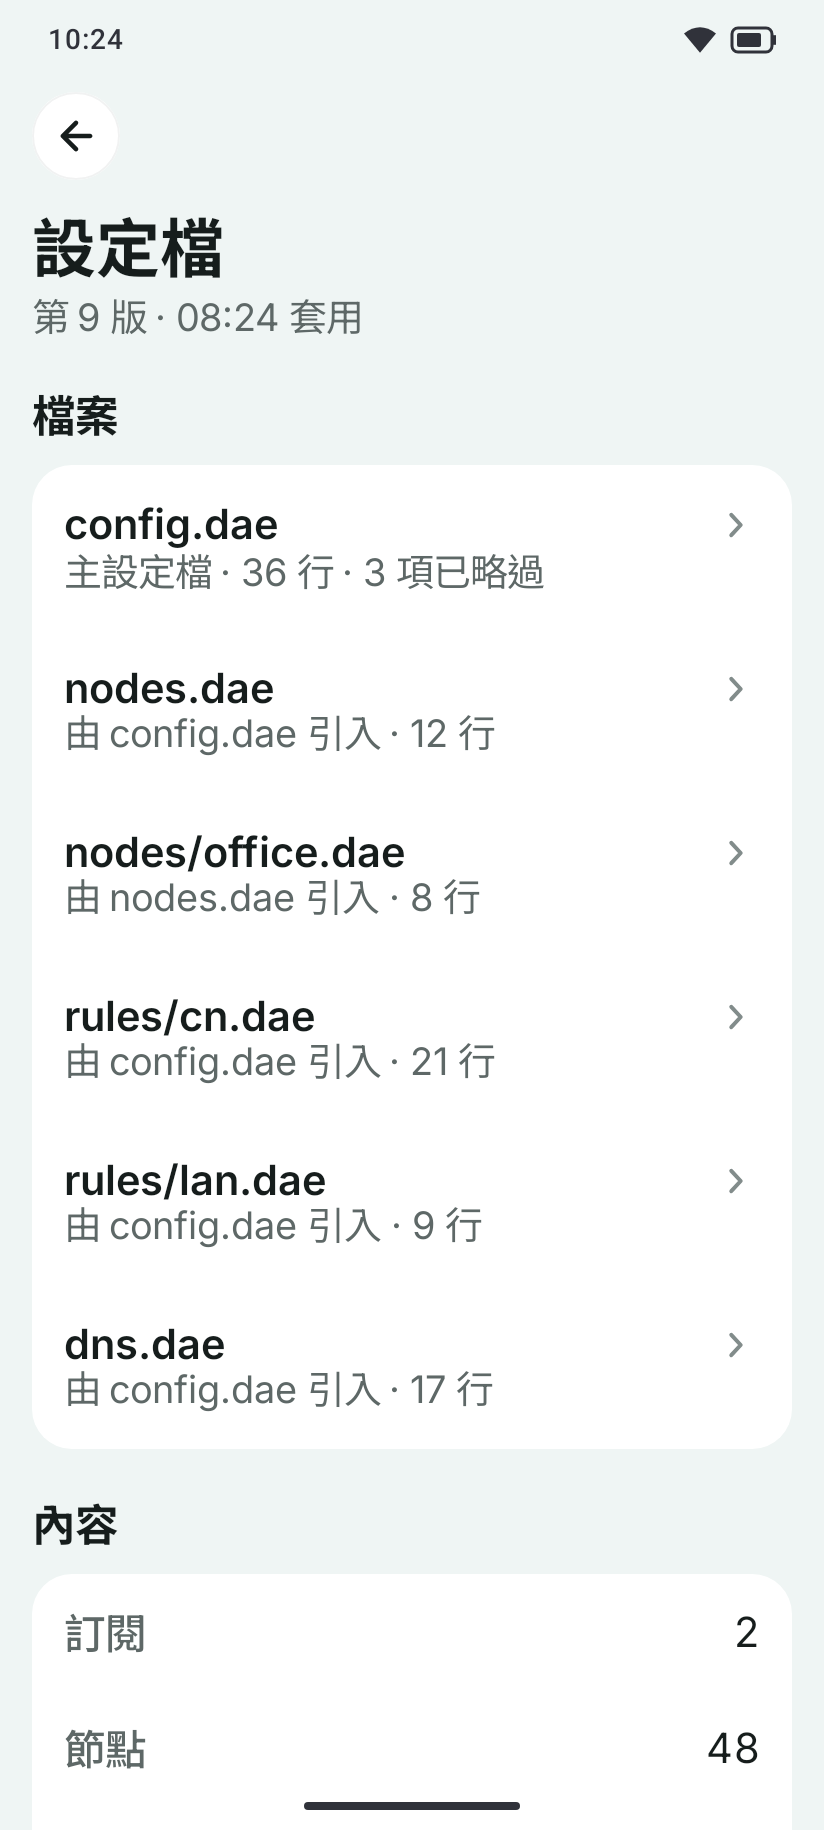 10:24
設定檔
第 9 版 · 08:24 套用
檔案
config.dae
主設定檔 · 36 行 · 3 項已略過
nodes.dae
由 config.dae 引入 · 12 行
nodes/office.dae
由 nodes.dae 引入 · 8 行
rules/cn.dae
由 config.dae 引入 · 21 行
rules/lan.dae
由 config.dae 引入 · 9 行
dns.dae
由 config.dae 引入 · 17 行
內容
訂閱 2
節點 48